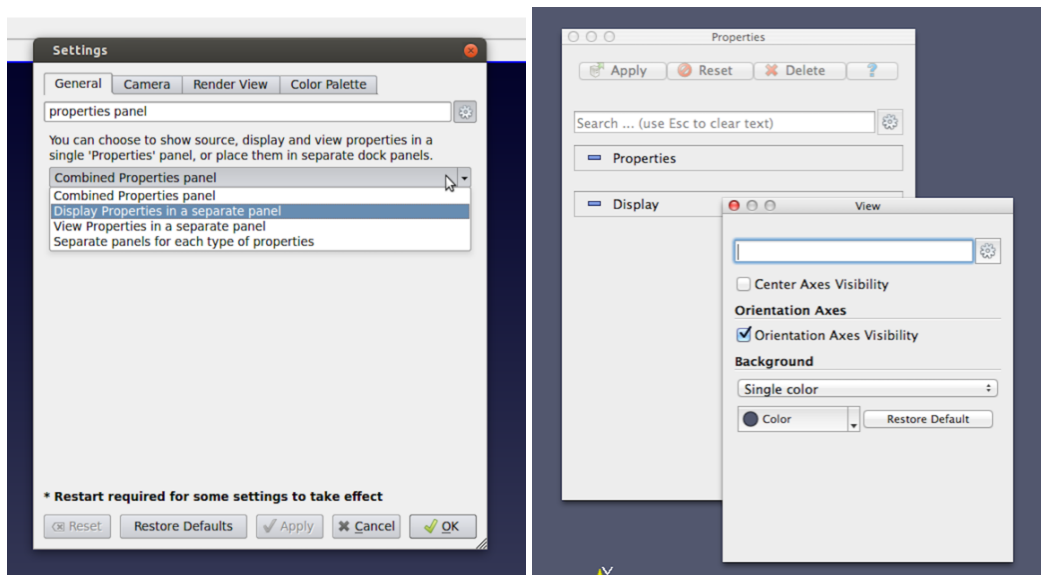 Settings
General Camera Render View Color Palette
properties panel
You can choose to show source, display and view properties in a
single 'Properties' panel, or place them in separate dock panels.
Combined Properties panel
Combined Properties panel
Display Properties in a separate panel
View Properties in a separate panel
Separate panels for each type of properties
* Restart required for some settings to take effect
Reset Restore Defaults Apply Cancel OK
Properties
Apply Reset Delete ?
Search ... (use Esc to clear text)
Properties
Display
View
Center Axes Visibility
Orientation Axes
Orientation Axes Visibility
Background
Single color
Color Restore Default
Y